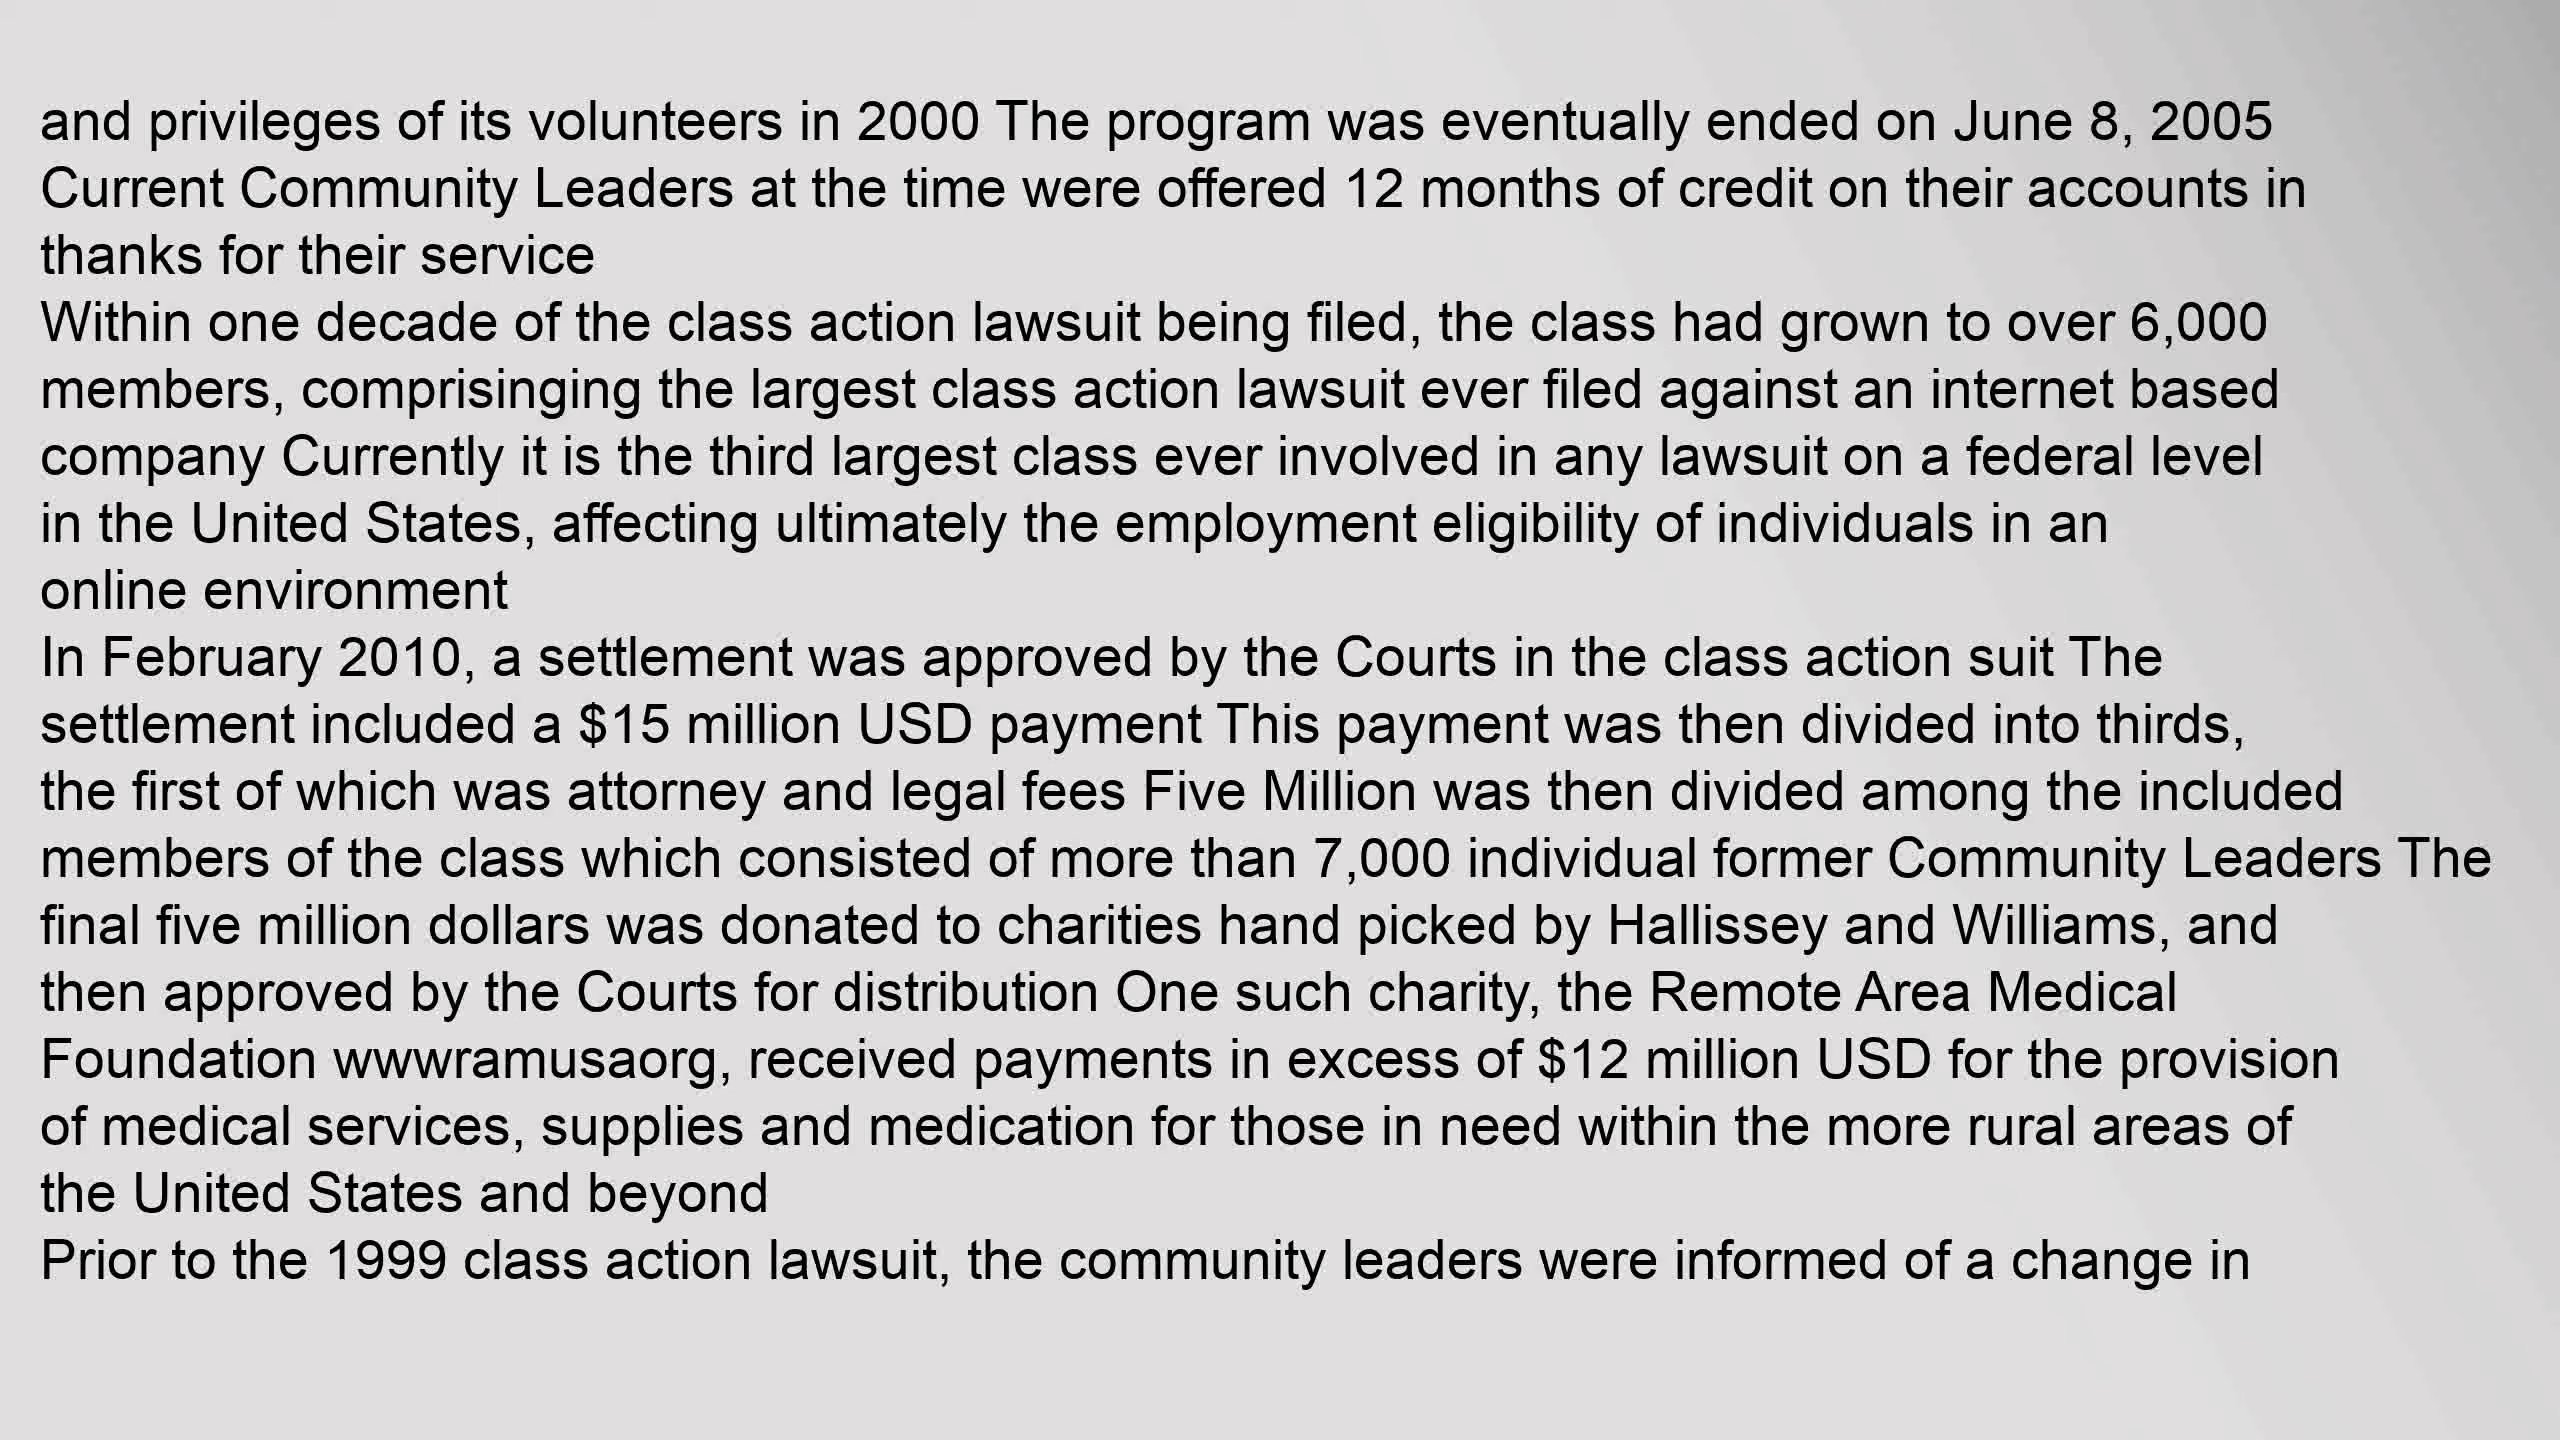 and privileges of its volunteers in 2000 The program was eventually ended on June 8, 2005
Current Community Leaders at the time were offered 12 months of credit on their accounts in
thanks for their service
Within one decade of the class action lawsuit being filed, the class had grown to over 6,000
members, comprisinging the largest class action lawsuit ever filed against an internet based
company Currently it is the third largest class ever involved in any lawsuit on a federal level
in the United States, affecting ultimately the employment eligibility of individuals in an
online environment
In February 2010, a settlement was approved by the Courts in the class action suit The
settlement included a $15 million USD payment This payment was then divided into thirds,
the first of which was attorney and legal fees Five Million was then divided among the included
members of the class which consisted of more than 7,000 individual former Community Leaders The
final five million dollars was donated to charities hand picked by Hallissey and Williams, and
then approved by the Courts for distribution One such charity, the Remote Area Medical
Foundation wwwramusaorg, received payments in excess of $12 million USD for the provision
of medical services, supplies and medication for those in need within the more rural areas of
the United States and beyond
Prior to the 1999 class action lawsuit, the community leaders were informed of a change in